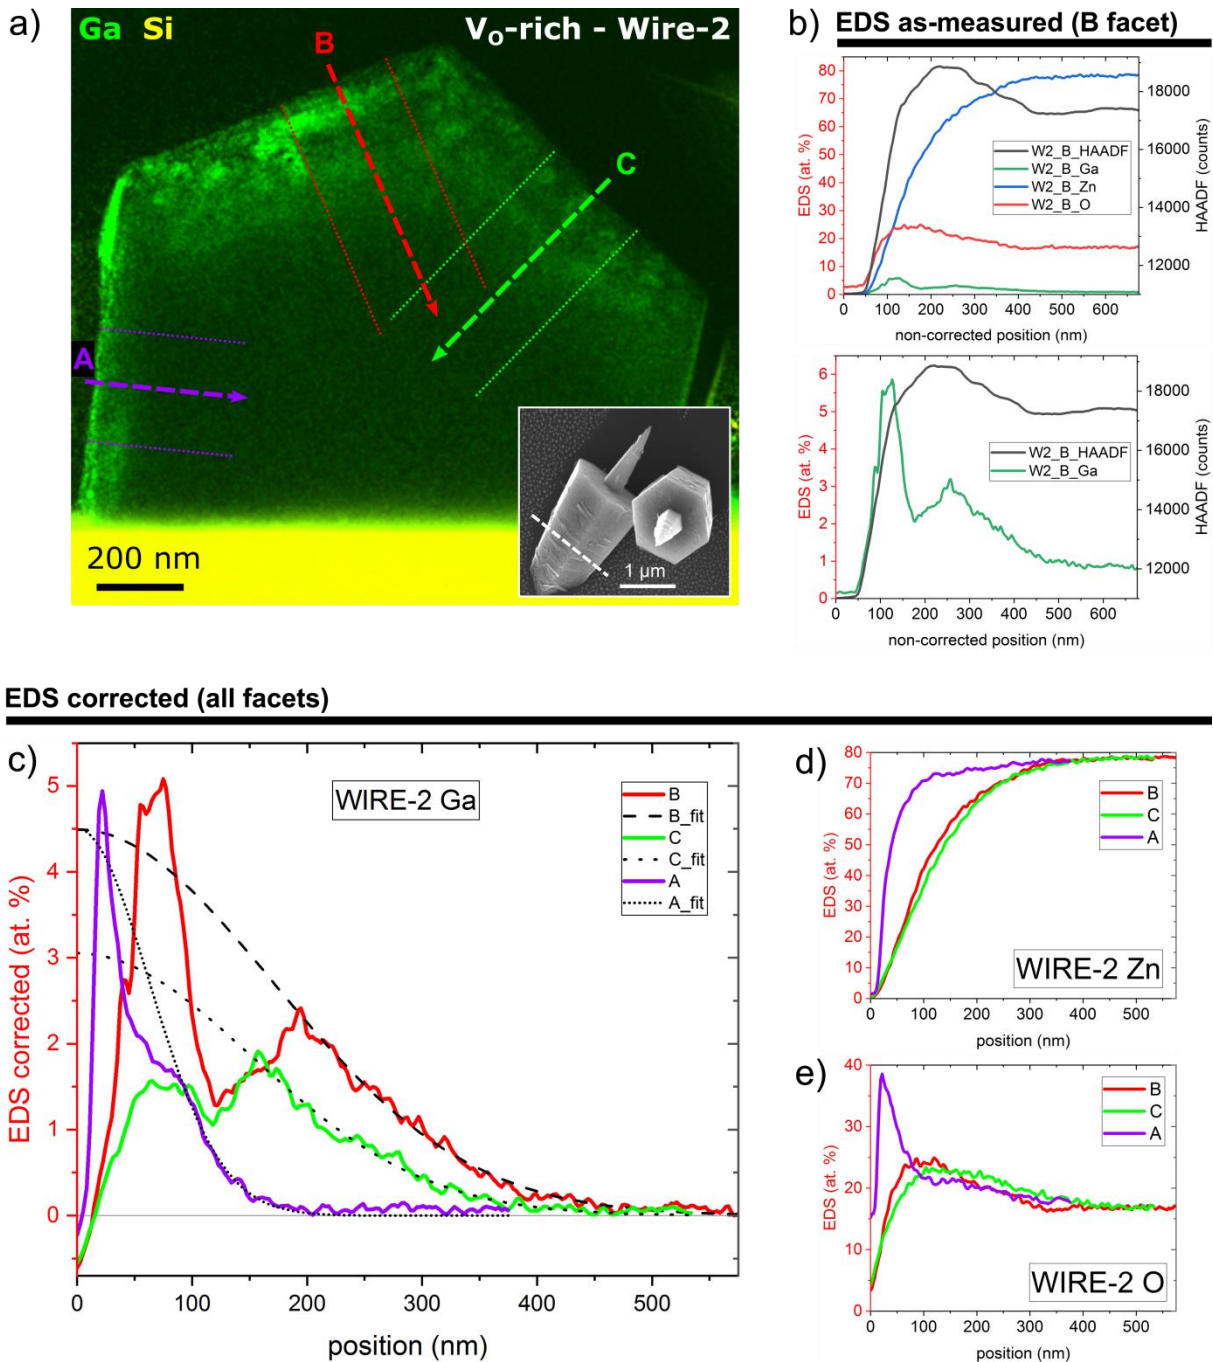 a)
Ga Si
V_O-rich - Wire-2
B
C
A
200 nm
1 µm
b)
EDS as-measured (B facet)
80
70
60
50
40
30
20
10
0
EDS (at. %)
18000
16000
14000
12000
HAADF (counts)
W2_B_HAADF
W2_B_Ga
W2_B_Zn
W2_B_O
0 100 200 300 400 500 600
non-corrected position (nm)
6
5
4
3
2
1
0
EDS (at. %)
18000
16000
14000
12000
HAADF (counts)
W2_B_HAADF
W2_B_Ga
0 100 200 300 400 500 600
non-corrected position (nm)
EDS corrected (all facets)
c)
WIRE-2 Ga
5
4
3
2
1
0
EDS corrected (at. %)
B
B_fit
C
C_fit
A
A_fit
0 100 200 300 400 500
position (nm)
d)
80
70
60
50
40
30
20
10
0
EDS (at. %)
B
C
A
WIRE-2 Zn
0 100 200 300 400 500
position (nm)
e)
40
30
20
10
0
EDS (at. %)
B
C
A
WIRE-2 O
0 100 200 300 400 500
position (nm)